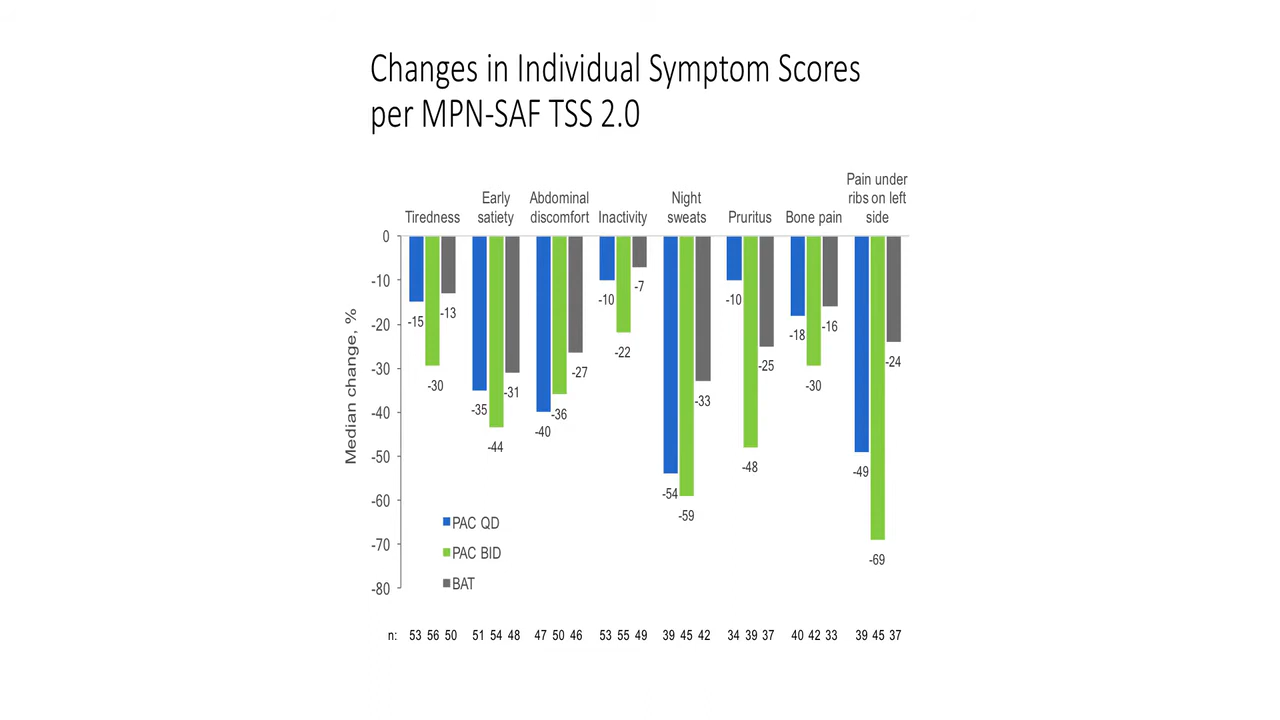 Changes in Individual Symptom Scores
per MPN-SAF TSS 2.0
Pain under
Early Abdominal Night ribs on left
Tiredness satiety discomfort Inactivity sweats Pruritus Bone pain side
Median change, %
0
-10
-20
-30
-40
-50
-60
-70
-80
-15 -30 -13
-35 -44 -31
-40 -36 -27
-10 -22 -7
-54 -59 -33
-10 -48 -25
-18 -30 -16
-49 -69 -24
PAC QD
PAC BID
BAT
n: 53 56 50 51 54 48 47 50 46 53 55 49 39 45 42 34 39 37 40 42 33 39 45 37